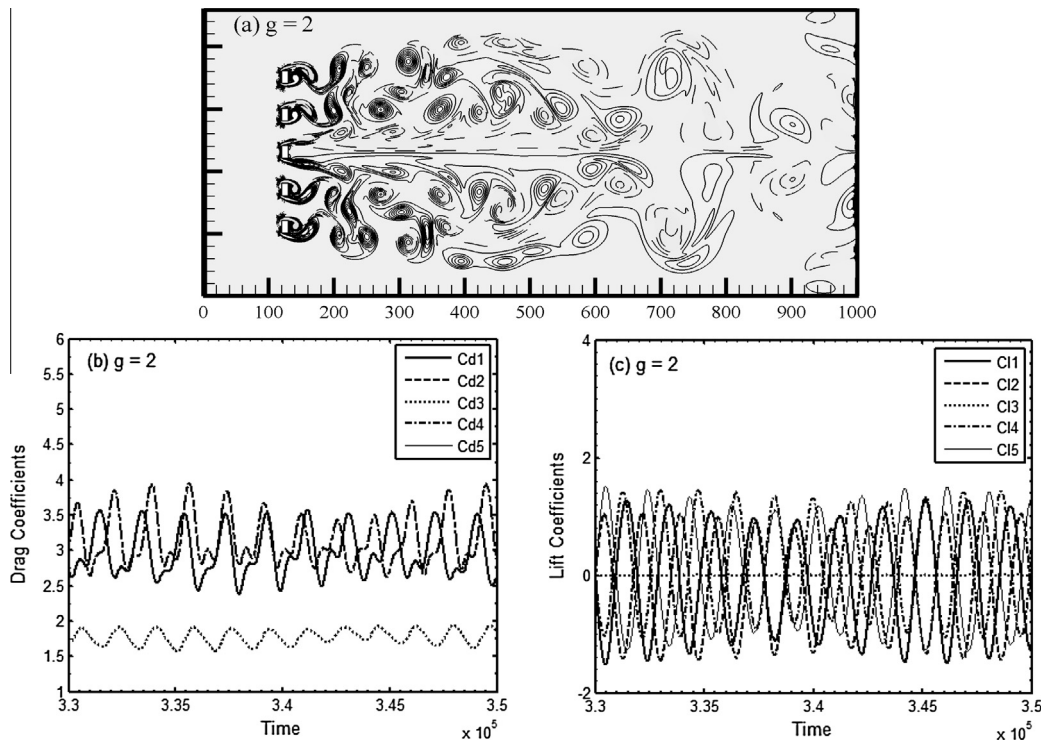 (a) g = 2
0 100 200 300 400 500 600 700 800 900 1000
(b) g = 2
Cd1
Cd2
Cd3
Cd4
Cd5
6
5.5
5
4.5
4
3.5
3
2.5
2
1.5
1
Drag Coefficients
3.3 3.35 3.4 3.45 3.5
Time
x 10^5
(c) g = 2
Cl1
Cl2
Cl3
Cl4
Cl5
4
2
0
-2
Lift Coefficients
3.3 3.35 3.4 3.45 3.5
Time
x 10^5